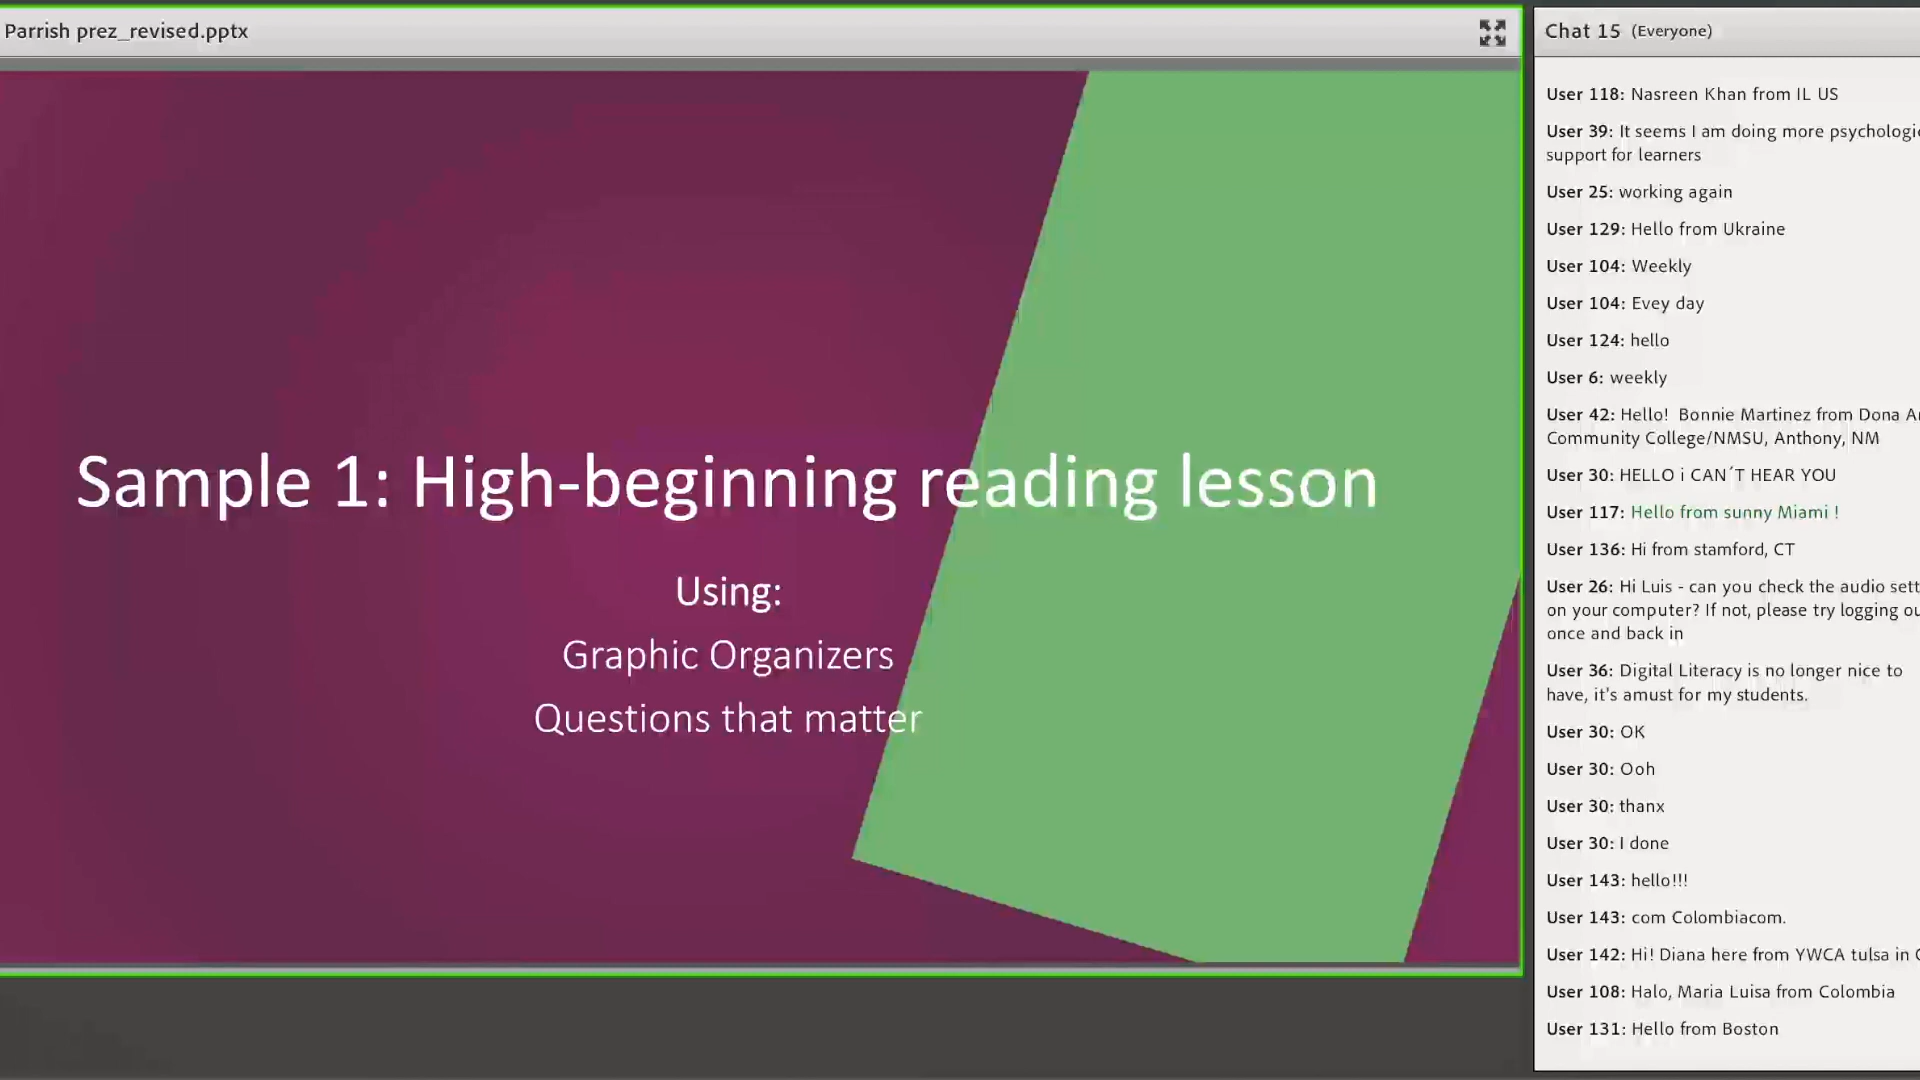 Parrish prez_revised.pptx
Sample 1: High-beginning reading lesson
Using:
Graphic Organizers
Questions that matter
Chat 15 (Everyone)
User 118: Nasreen Khan from IL US
User 39: It seems I am doing more
support for learners
User 25: working again
User 129: Hello from Ukraine
User 104: Weekly
User 104: Evey day
User 124: hello
User 6: weekly
User 42: Hello!  Bonnie Martinez from Dona
Community College/NMSU, Anthony, NM
User 30: HELLO i CAN´T HEAR YOU
User 117: Hello from sunny Miami !
User 136: Hi from stamford, CT
User 26: Hi Luis - can you check the audio
on your computer? If not, please try logging
once and back in
User 36: Digital Literacy is no longer nice to
have, it's amust for my students.
User 30: OK
User 30: Ooh
User 30: thanx
User 30: I done
User 143: hello!!!
User 143: com Colombiacom.
User 142: Hi! Diana here from YWCA tulsa in
User 108: Halo, Maria Luisa from Colombia
User 131: Hello from Boston